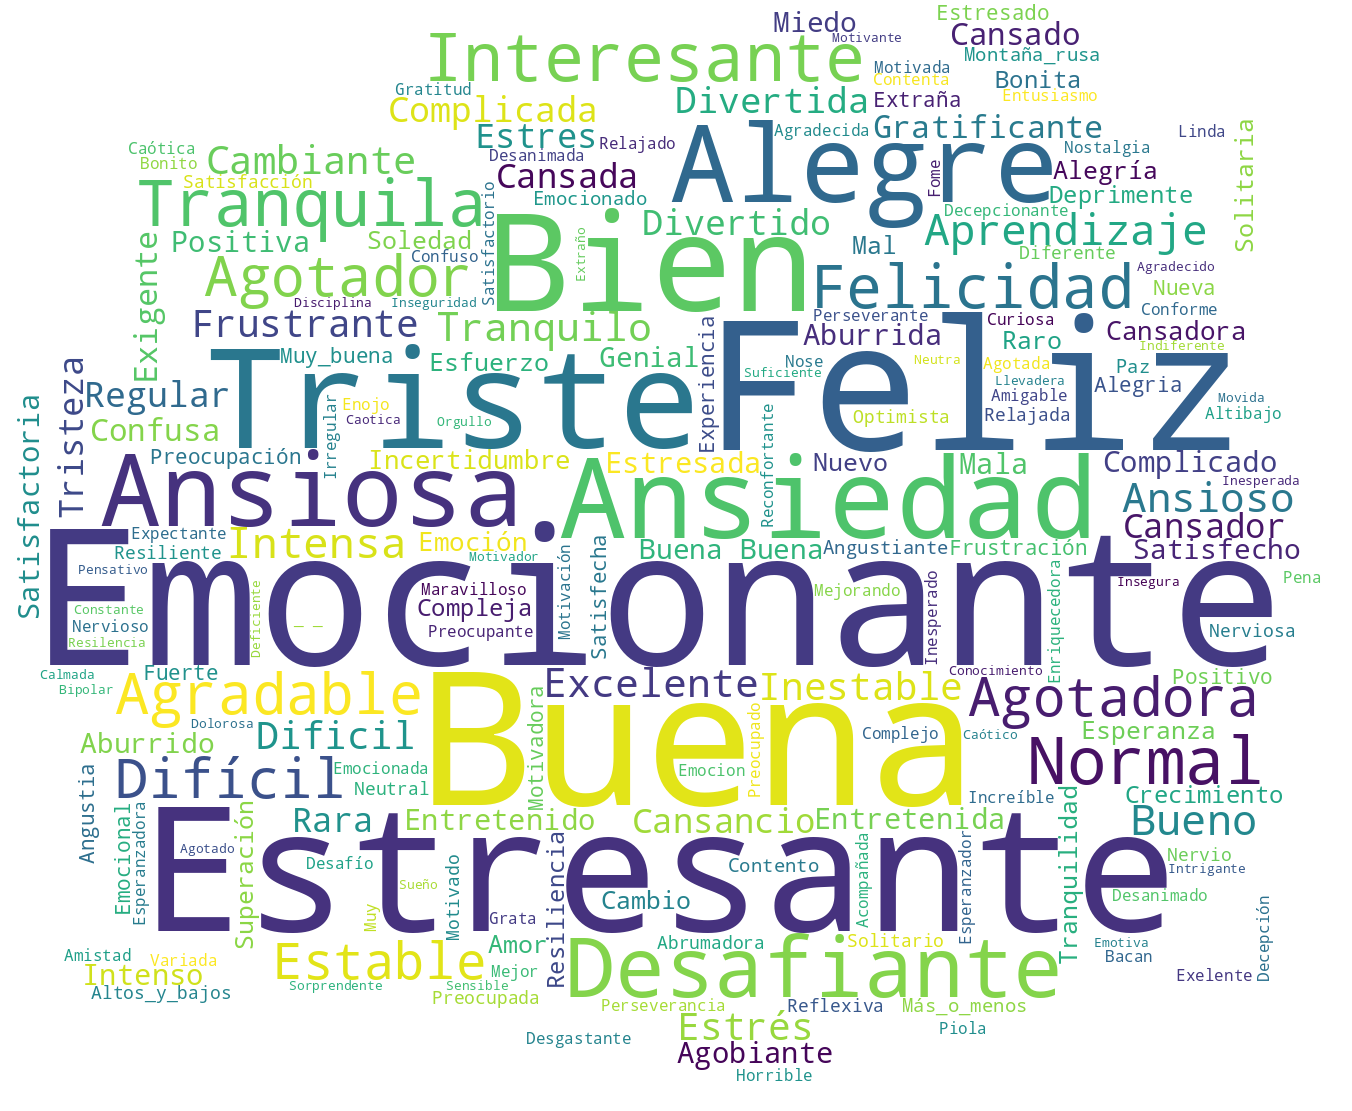 Estresado
Miedo
Cansado
Motivante
Interesante
Montaña_rusa
Motivada
Contenta
Bonita
Gratitud
Entusiasmo
Complicada
Divertida
Extraña
Estres
Relajado
Agradecida
Gratificante
Linda
Solitaria
Caótica
Bonito
Cambiante
Desanimada
Alegre
Nostalgia
Fome
Alegría
Satisfacción
Cansada
Tranquila
Emocionado
Satisfactorio
Deprimente
Decepcionante
Bien
Divertido
Aprendizaje
Positiva
Soledad
Confuso
Extraño
Mal
Diferente
Exigente
Agotador
Felicidad
Agradecido
Nueva
Disciplina
Inseguridad
Conforme
Frustrante
Tranquilo
Experiencia
Perseverante
Aburrida
Curiosa
Raro
Cansadora
Indiferente
Muy_buena
Esfuerzo
Genial
Nose
Suficiente
Neutra
Agotada
Paz
Triste
Feliz
Llevadera
Alegria
Tristeza
Regular
Irregular
Enojo
Caotica
Orgullo
Reconfortante
Optimista
Amigable
Relajada
Movida
Altibajo
Satisfactoria
Confusa
Preocupación
Incertidumbre
Estresada
Nuevo
Mala
Complicado
Inesperada
Ansiosa
Ansiedad
Ansioso
Expectante
Intensa
Emoción
Cansador
Resiliente
Motivador
Motivación
Satisfecha
Buena
Buena
Angustiante
Frustración
Satisfecho
Pensativo
Emocionante
Maravilloso
Mejorando
Inesperado
Enriquecedora
Insegura
Pena
Constante
Deficiente
Compleja
Nervioso
_ _
Preocupante
Nerviosa
Resilencia
Calmada
Fuerte
Excelente
Inestable
Conocimiento
Positivo
Bipolar
Agradable
Motivadora
Buena
Preocupado
Agotadora
Dolorosa
Aburrido
Dificil
Complejo
Caótico
Esperanza
Angustia
Difícil
Emocionada
Emocion
Normal
Neutral
Increíble
Crecimiento
Emocional
Esperanzadora
Superación
Rara
Entretenido
Cansancio
Entretenida
Tranquilidad
Bueno
Estresante
Agotado
Desafío
Resiliencia
Contento
Acompañada
Esperanzador
Nervio
Intrigante
Sueño
Motivado
Muy
Grata
Cambio
Desanimado
Decepción
Amistad
Variada
Estable
Amor
Abrumadora
Solitario
Emotiva
Bacan
Intenso
Mejor
Desafiante
Exelente
Altos_y_bajos
Sorprendente
Sensible
Preocupada
Perseverancia
Reflexiva
Más_o_menos
Estrés
Piola
Desgastante
Agobiante
Horrible